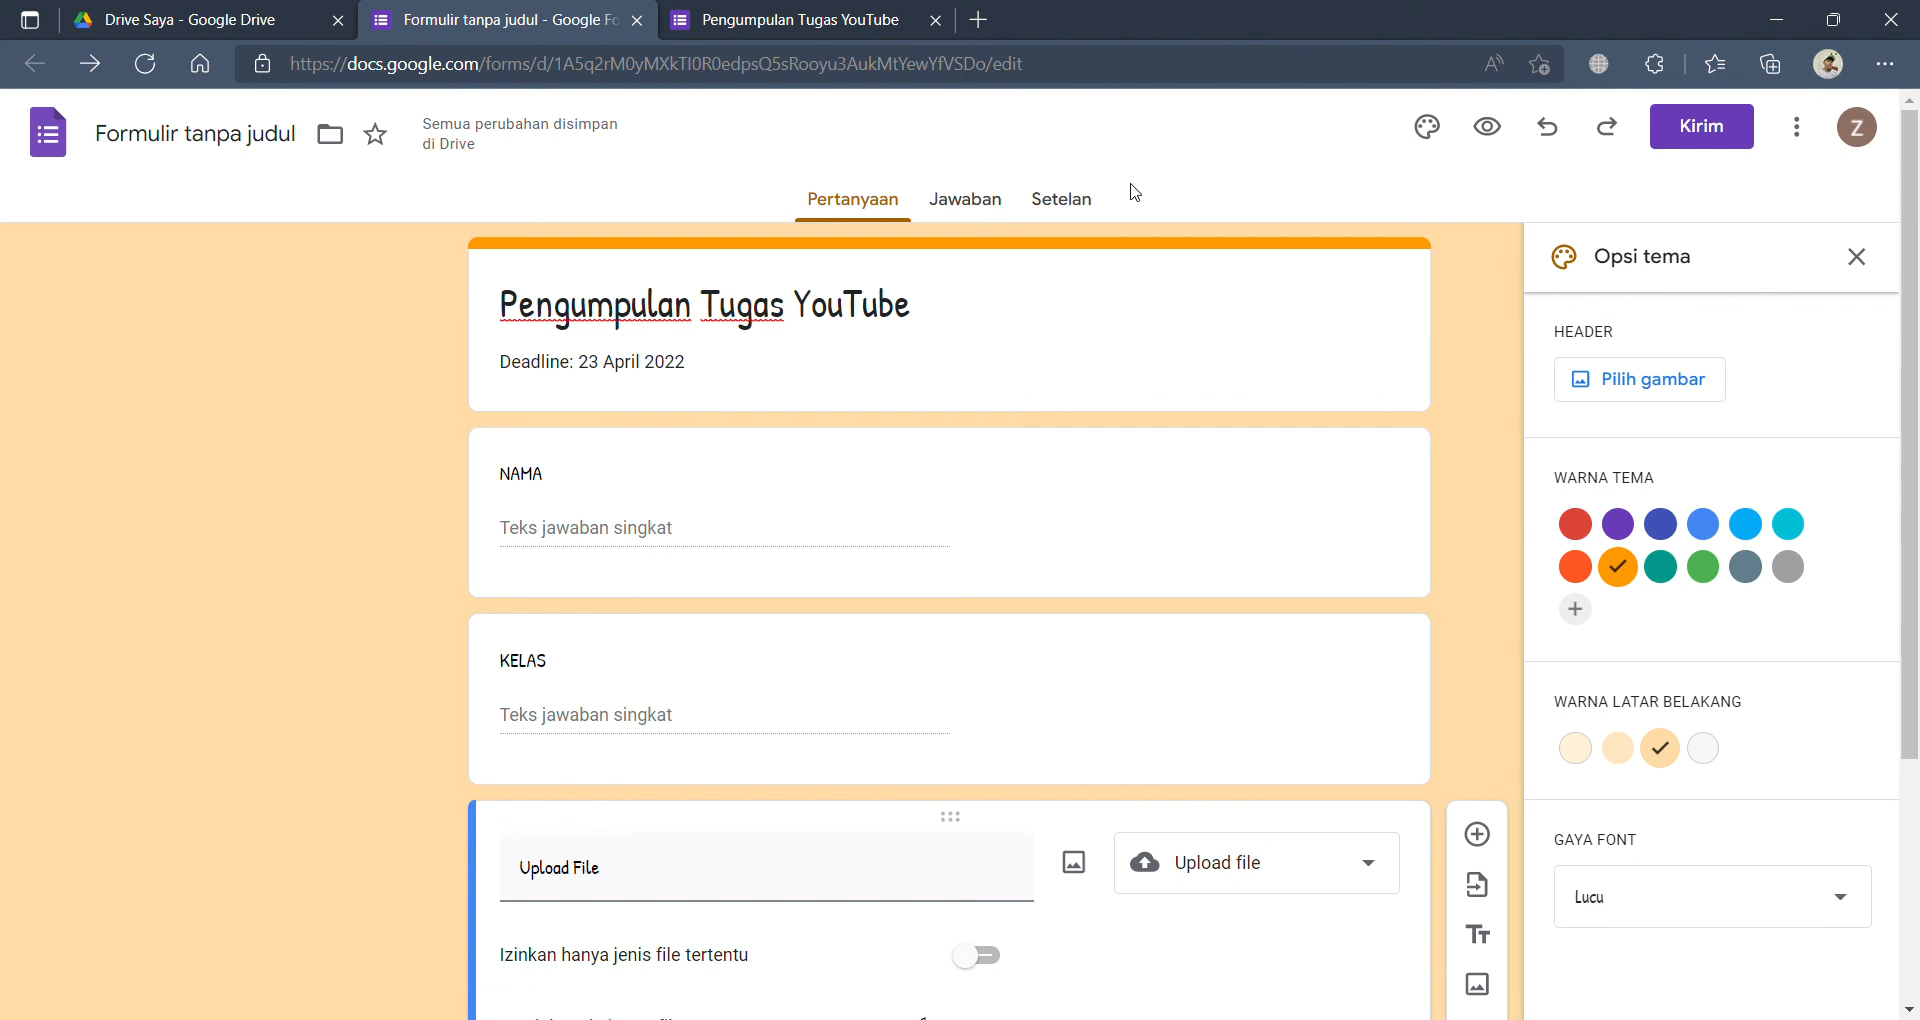 Drive Saya - Google Drive
Formulir tanpa judul - Google Fo
Pengumpulan Tugas YouTube
https://docs.google.com/forms/d/1A5q2rM0yMXkTI0R0edpsQ5sRooyu3AukMtYewYfVSDo/edit
Formulir tanpa judul
Semua perubahan disimpan
di Drive
Kirim
Z
Pertanyaan Jawaban Setelan
Pengumpulan Tugas YouTube
Deadline: 23 April 2022
NAMA
Teks jawaban singkat
KELAS
Teks jawaban singkat
Upload File
Upload file
Izinkan hanya jenis file tertentu
Opsi tema
HEADER
Pilih gambar
WARNA TEMA
WARNA LATAR BELAKANG
GAYA FONT
Lucu